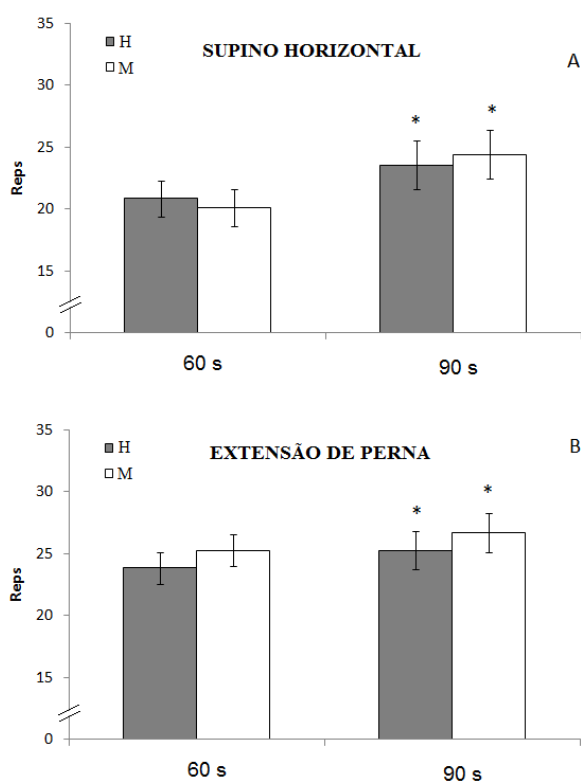 35
H
SUPINO HORIZONTAL
A
M
30
*
*
25
Reps
20
15
0
60 s
90 s
35
H
EXTENSÃO DE PERNA
B
M
30
*
*
25
Reps
20
15
0
60 s
90 s